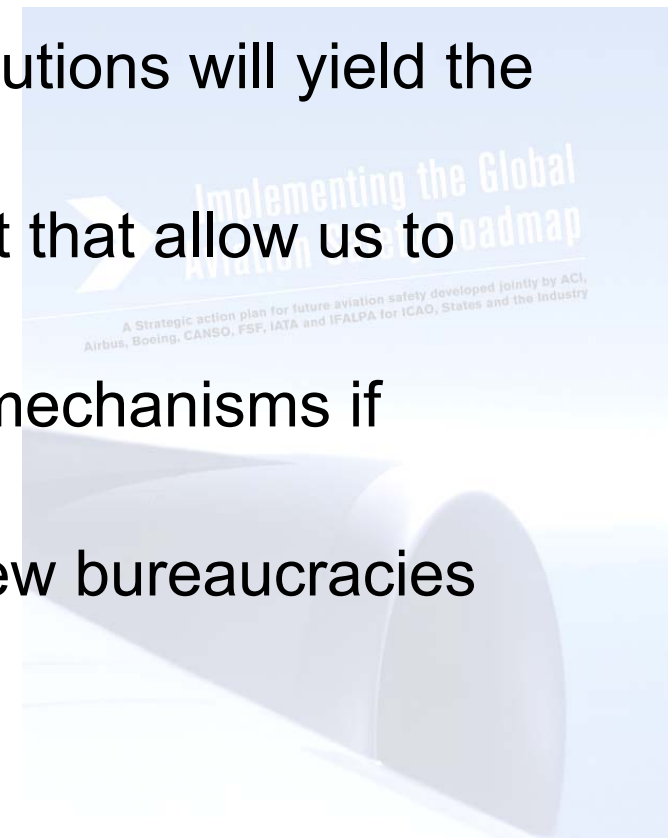 utions will yield the
Implementing the Global
t that allow us to
Aviation Safety Roadmap
A Strategic action plan for future aviation safety developed jointly by ACI,
Airbus, Boeing, CANSO, FSF, IATA and IFALPA for ICAO, States and the Industry
mechanisms if
ew bureaucracies